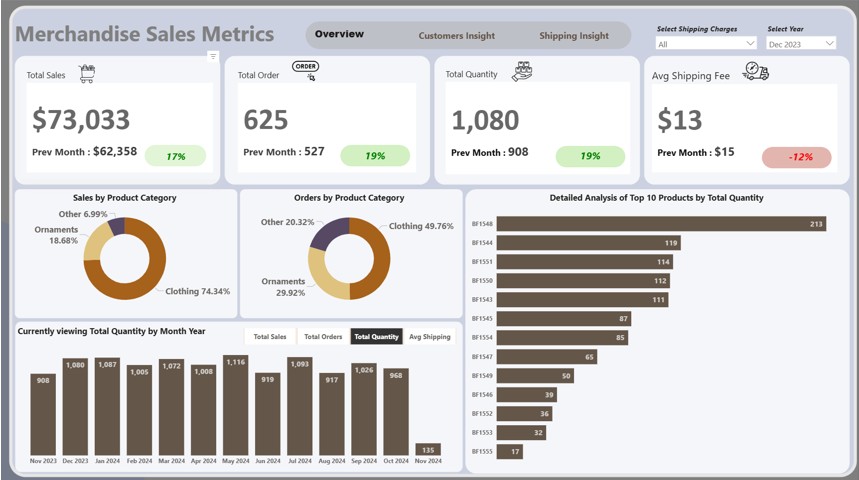 Merchandise Sales Metrics
Overview
Customers Insight
Shipping Insight
Select Shipping Charges
All
Select Year
Dec 2023
Total Sales
$73,033
Prev Month : $62,358
17%
Total Order
ORDER
625
Prev Month : 527
19%
Total Quantity
1,080
Prev Month : 908
19%
Avg Shipping Fee
$13
Prev Month : $15
-12%
Sales by Product Category
Other 6.99%
Ornaments
18.68%
Clothing 74.34%
Orders by Product Category
Other 20.32%
Clothing 49.76%
Ornaments
29.92%
Detailed Analysis of Top 10 Products by Total Quantity
BF1548 213
BF1544 119
BF1551 114
BF1550 112
BF1543 111
BF1545 87
BF1554 85
BF1547 65
BF1549 50
BF1546 39
BF1552 36
BF1553 32
BF1555 17
Currently viewing Total Quantity by Month Year
Total Sales
Total Orders
Total Quantity
Avg Shipping
908 1,080 1,087 1,005 1,072 1,008 1,116 919 1,093 917 1,026 968 135
Nov 2023 Dec 2023 Jan 2024 Feb 2024 Mar 2024 Apr 2024 May 2024 Jun 2024 Jul 2024 Aug 2024 Sep 2024 Oct 2024 Nov 2024